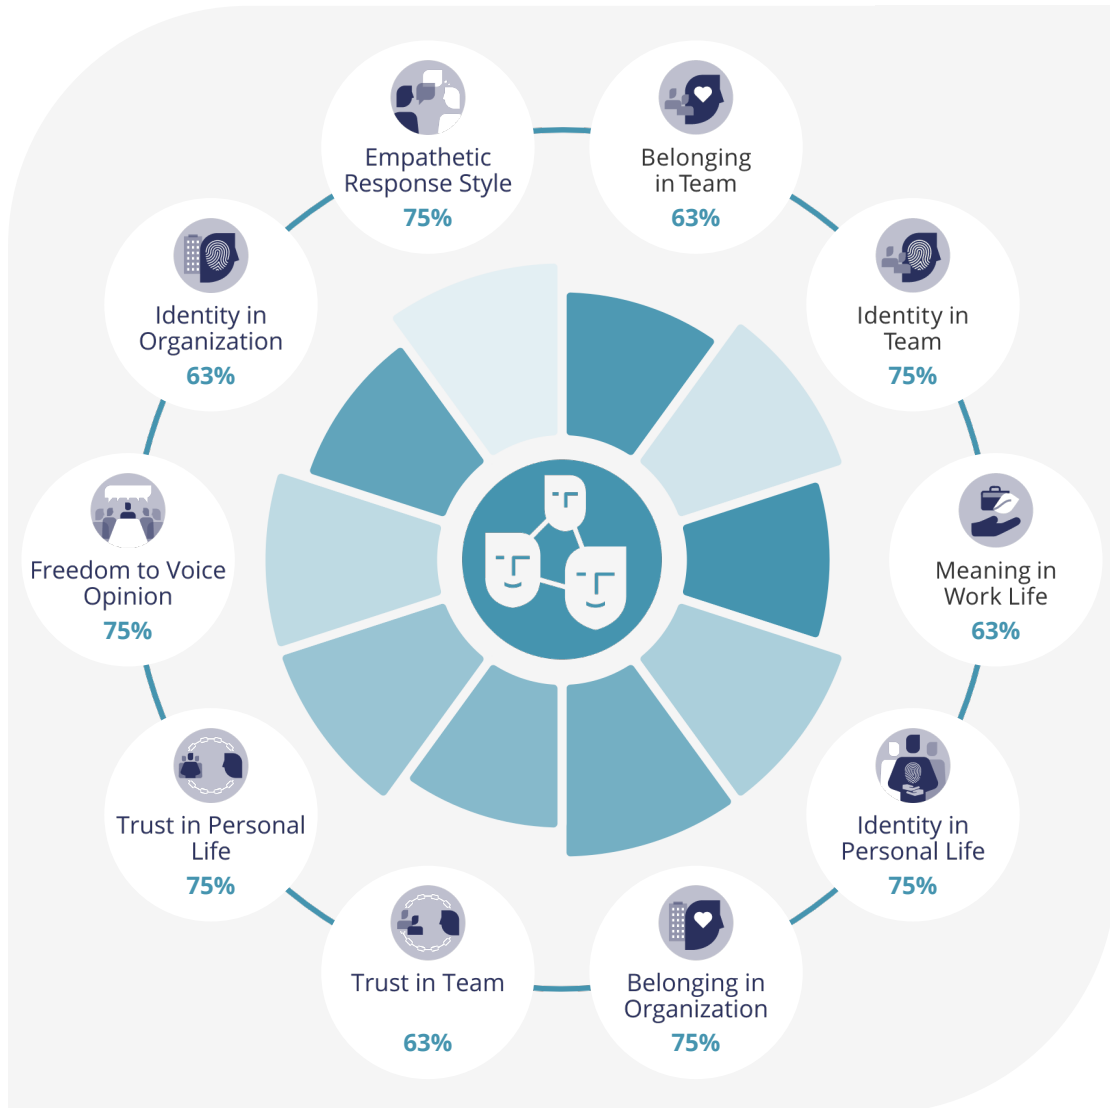 Empathetic
Response Style
75%
Belonging
in Team
63%
Identity in
Organization
63%
Identity in
Team
75%
Freedom to Voice
Opinion
75%
Meaning in
Work Life
63%
Trust in Personal
Life
75%
Identity in
Personal Life
75%
Trust in Team
63%
Belonging in
Organization
75%